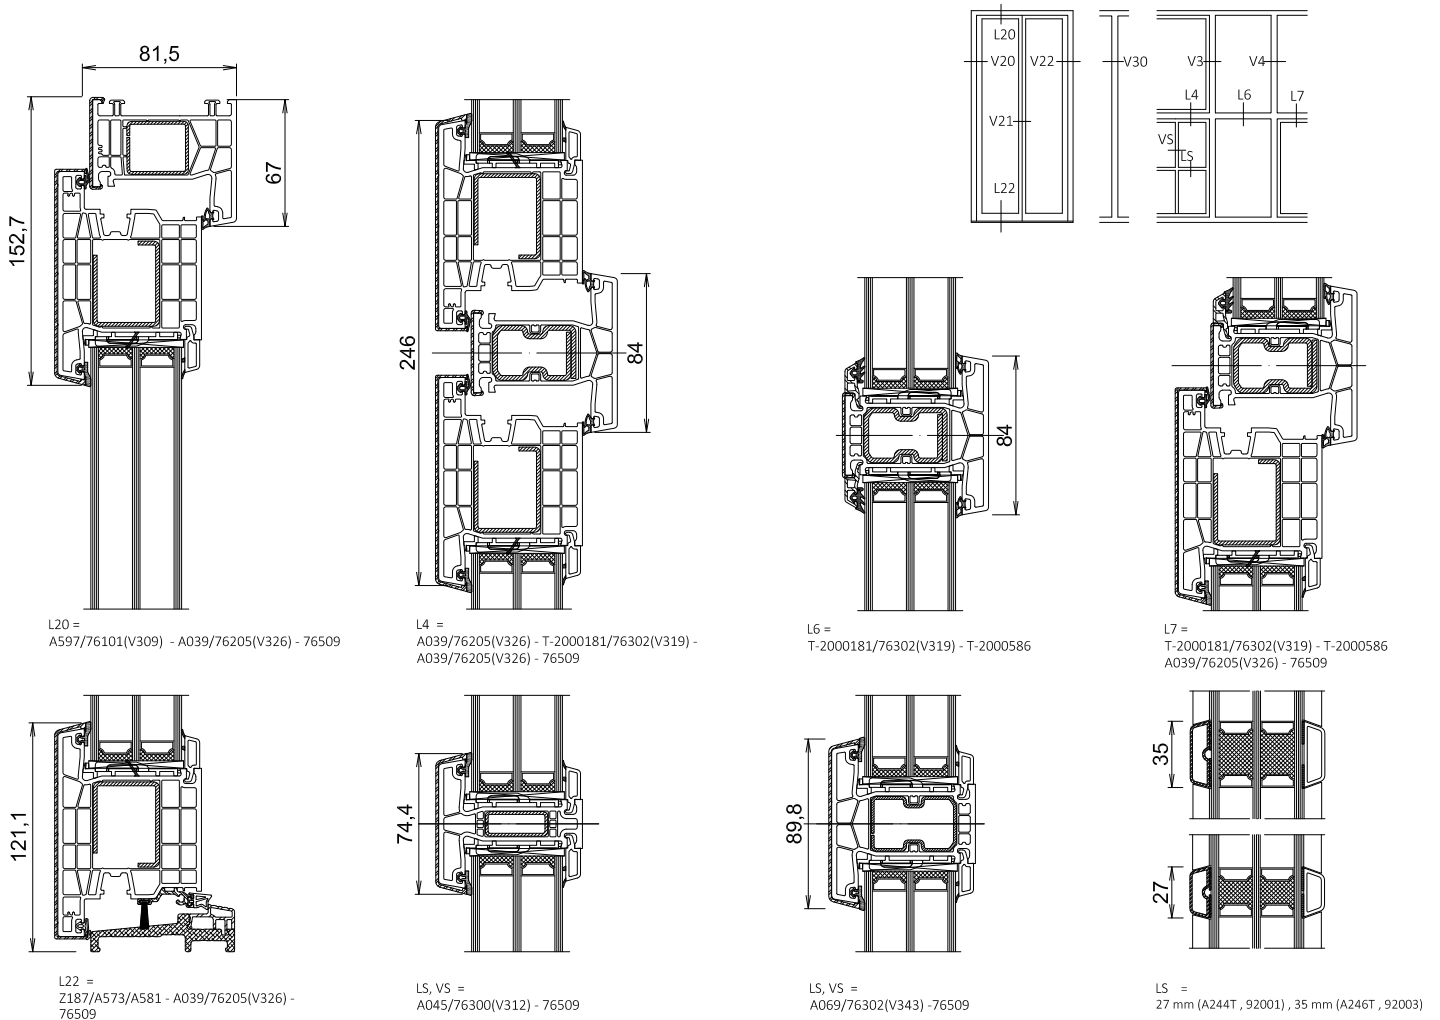 81,5
152,7
67
L20 =
A597/76101(V309) - A039/76205(V326) - 76509
246
84
L4 =
A039/76205(V326) - T-2000181/76302(V319) -
A039/76205(V326) - 76509
L20
V20
V22
V21
L22
V30
V3
V4
L4
L6
L7
VS
LS
84
L6 =
T-2000181/76302(V319) - T-2000586
L7 =
T-2000181/76302(V319) - T-2000586
A039/76205(V326) - 76509
121,1
L22 =
Z187/A573/A581 - A039/76205(V326) -
76509
74,4
LS, VS =
A045/76300(V312) - 76509
89,8
LS, VS =
A069/76302(V343) -76509
35
27
LS =
27 mm (A244T , 92001) , 35 mm (A246T , 92003)